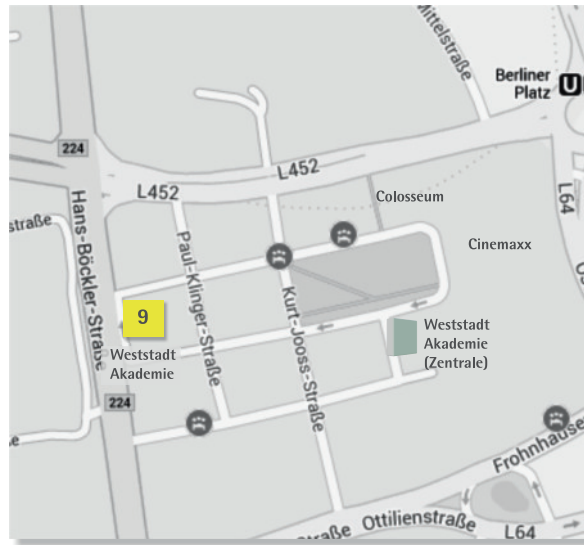 Mittelstraße
Berliner
Platz
U
224
L452
L452
L64
Colosseum
straße
Hans-Böckler-Straße
Paul-Klinger-Straße
Kurt-Jooss-Straße
Cinemaxx
9
Weststadt
Akademie
Weststadt
Akademie
(Zentrale)
224
Frohnhauser
straße
Ottilienstraße
L64